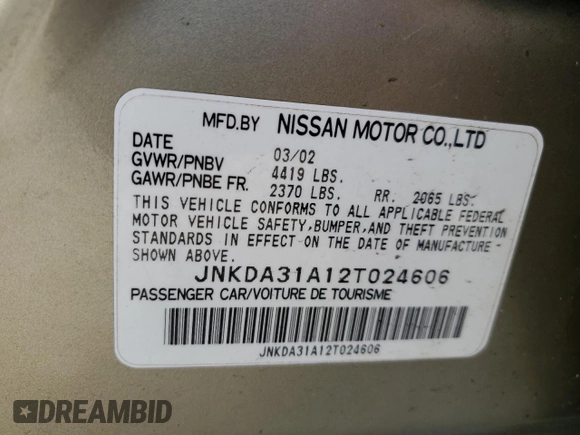 MFD.BY NISSAN MOTOR CO.,LTD
DATE 03/02
GVWR/PNBV 4419 LBS.
GAWR/PNBE FR. 2370 LBS. RR. 2065 LBS.
THIS VEHICLE CONFORMS TO ALL APPLICABLE FEDERAL
MOTOR VEHICLE SAFETY,BUMPER,AND THEFT PREVENTION
STANDARDS IN EFFECT ON THE DATE OF MANUFACTURE
SHOWN ABOVE.
JNKDA31A12T024606
PASSENGER CAR/VOITURE DE TOURISME
JNKDA31A12T024606
DREAMBID